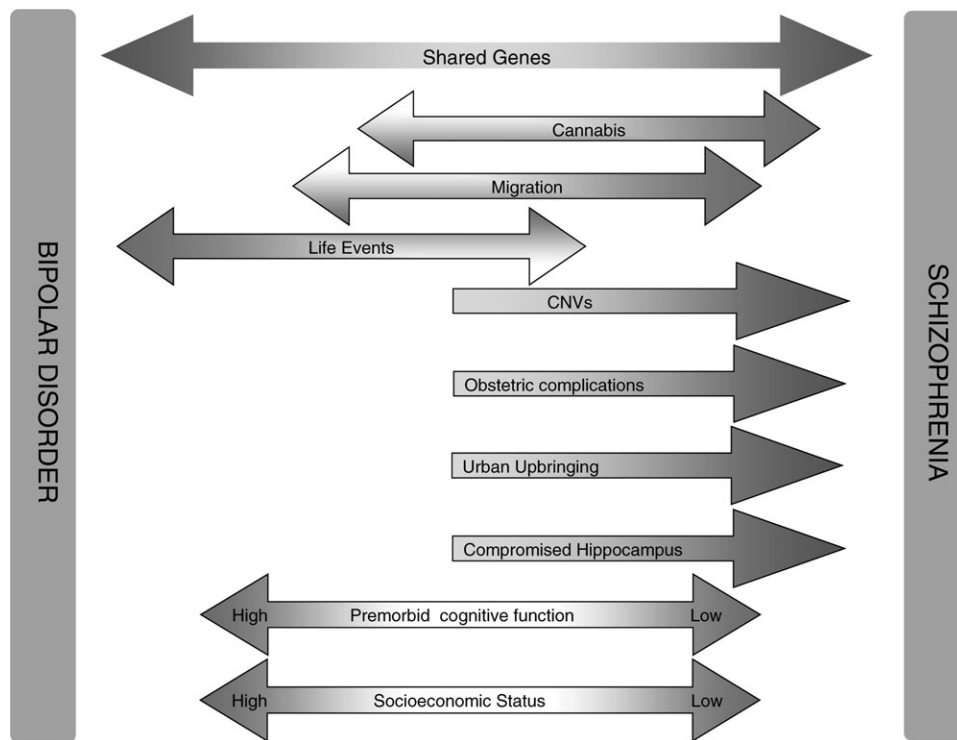 BIPOLAR DISORDER
Shared Genes
Cannabis
Migration
Life Events
CNVs
Obstetric complications
Urban Upbringing
Compromised Hippocampus
High Premorbid cognitive function Low
High Socioeconomic Status Low
SCHIZOPHRENIA